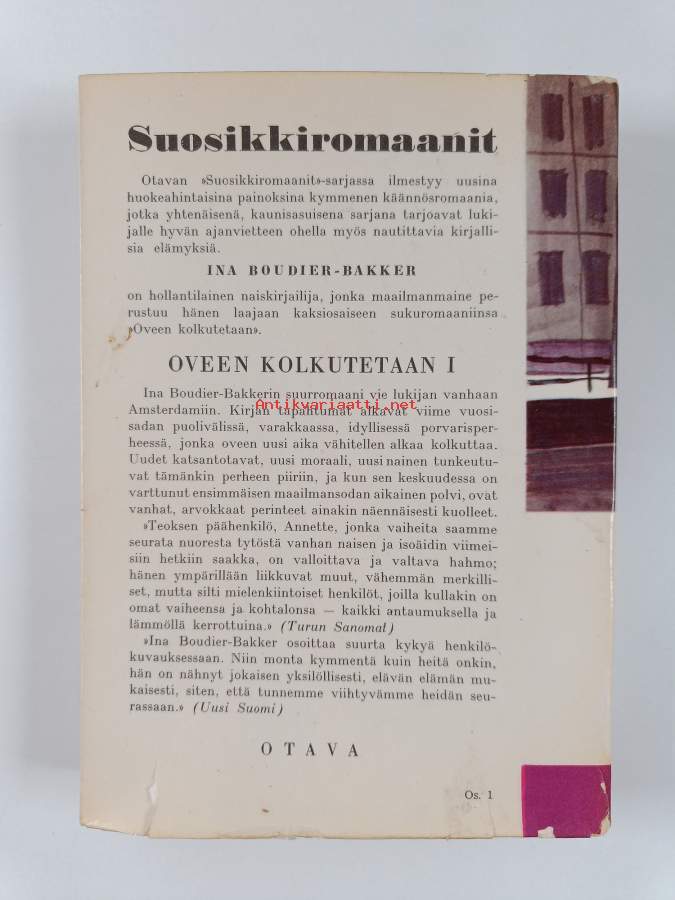 Suosikkiromaanit
Otavan »Suosikkiromaanit»-sarjassa ilmestyy uusina
huokeahintaisina painoksina kymmenen käännösromaania,
jotka yhtenäisenä, kaunisasuisena sarjana tarjoavat luki-
jalle hyvän ajanvietteen ohella myös nautittavia kirjalli-
sia elämyksiä.
INA BOUDIER-BAKKER
on hollantilainen naiskirjailija, jonka maailmanmaine pe-
rustuu hänen laajaan kaksiosaiseen sukuromaaniinsa
»Oveen kolkutetaan».
OVEEN KOLKUTETAAN I
Ina Boudier-Bakkerin suurromaani vie lukijan vanhaan
Amsterdamiin. Kirjan tapahtumat alkavat viime vuosi-
Antikvariaatti.net
sadan puolivälissä, varakkaassa, idyllisessä porvarisper-
heessä, jonka oveen uusi aika vähitellen alkaa kolkuttaa.
Uudet katsantotavat, uusi moraali, uusi nainen tunkeutu-
vat tämänkin perheen piiriin, ja kun sen keskuudessa on
varttunut ensimmäisen maailmansodan aikainen polvi, ovat
vanhat, arvokkaat perinteet ainakin näennäisesti kuolleet.
»Teoksen päähenkilö, Annette, jonka vaiheita saamme
seurata nuoresta tytöstä vanhan naisen ja isoäidin viimei-
siin hetkiin saakka, on valloittava ja valtava hahmo;
hänen ympärillään liikkuvat muut, vähemmän merkilli-
set, mutta silti mielenkiintoiset henkilöt, joilla kullakin on
omat vaiheensa ja kohtalonsa — kaikki antaumuksella ja
lämmöllä kerrottuina.» (Turun Sanomat)
»Ina Boudier-Bakker osoittaa suurta kykyä henkilö-
kuvauksessaan. Niin monta kymmentä kuin heitä onkin,
hän on nähnyt jokaisen yksilöllisesti, elävän elämän mu-
kaisesti, siten, että tunnemme viihtyvämme heidän seu-
rassaan.» (Uusi Suomi)
OTAVA
Os. 1